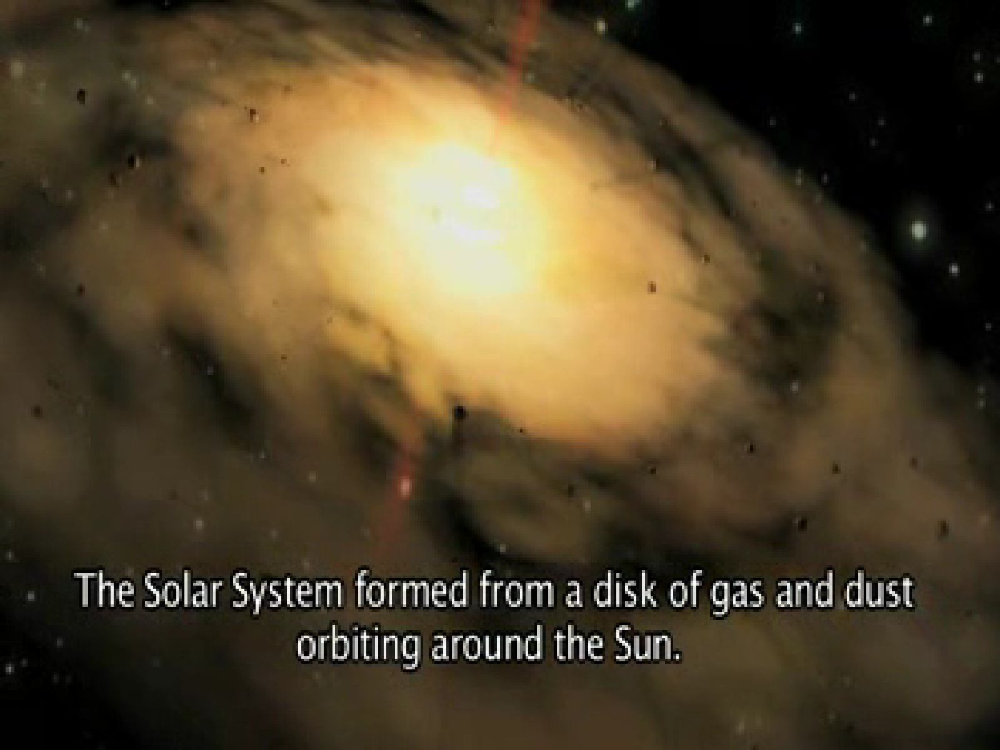 The Solar System formed from a disk of gas and dust
orbiting around the Sun.